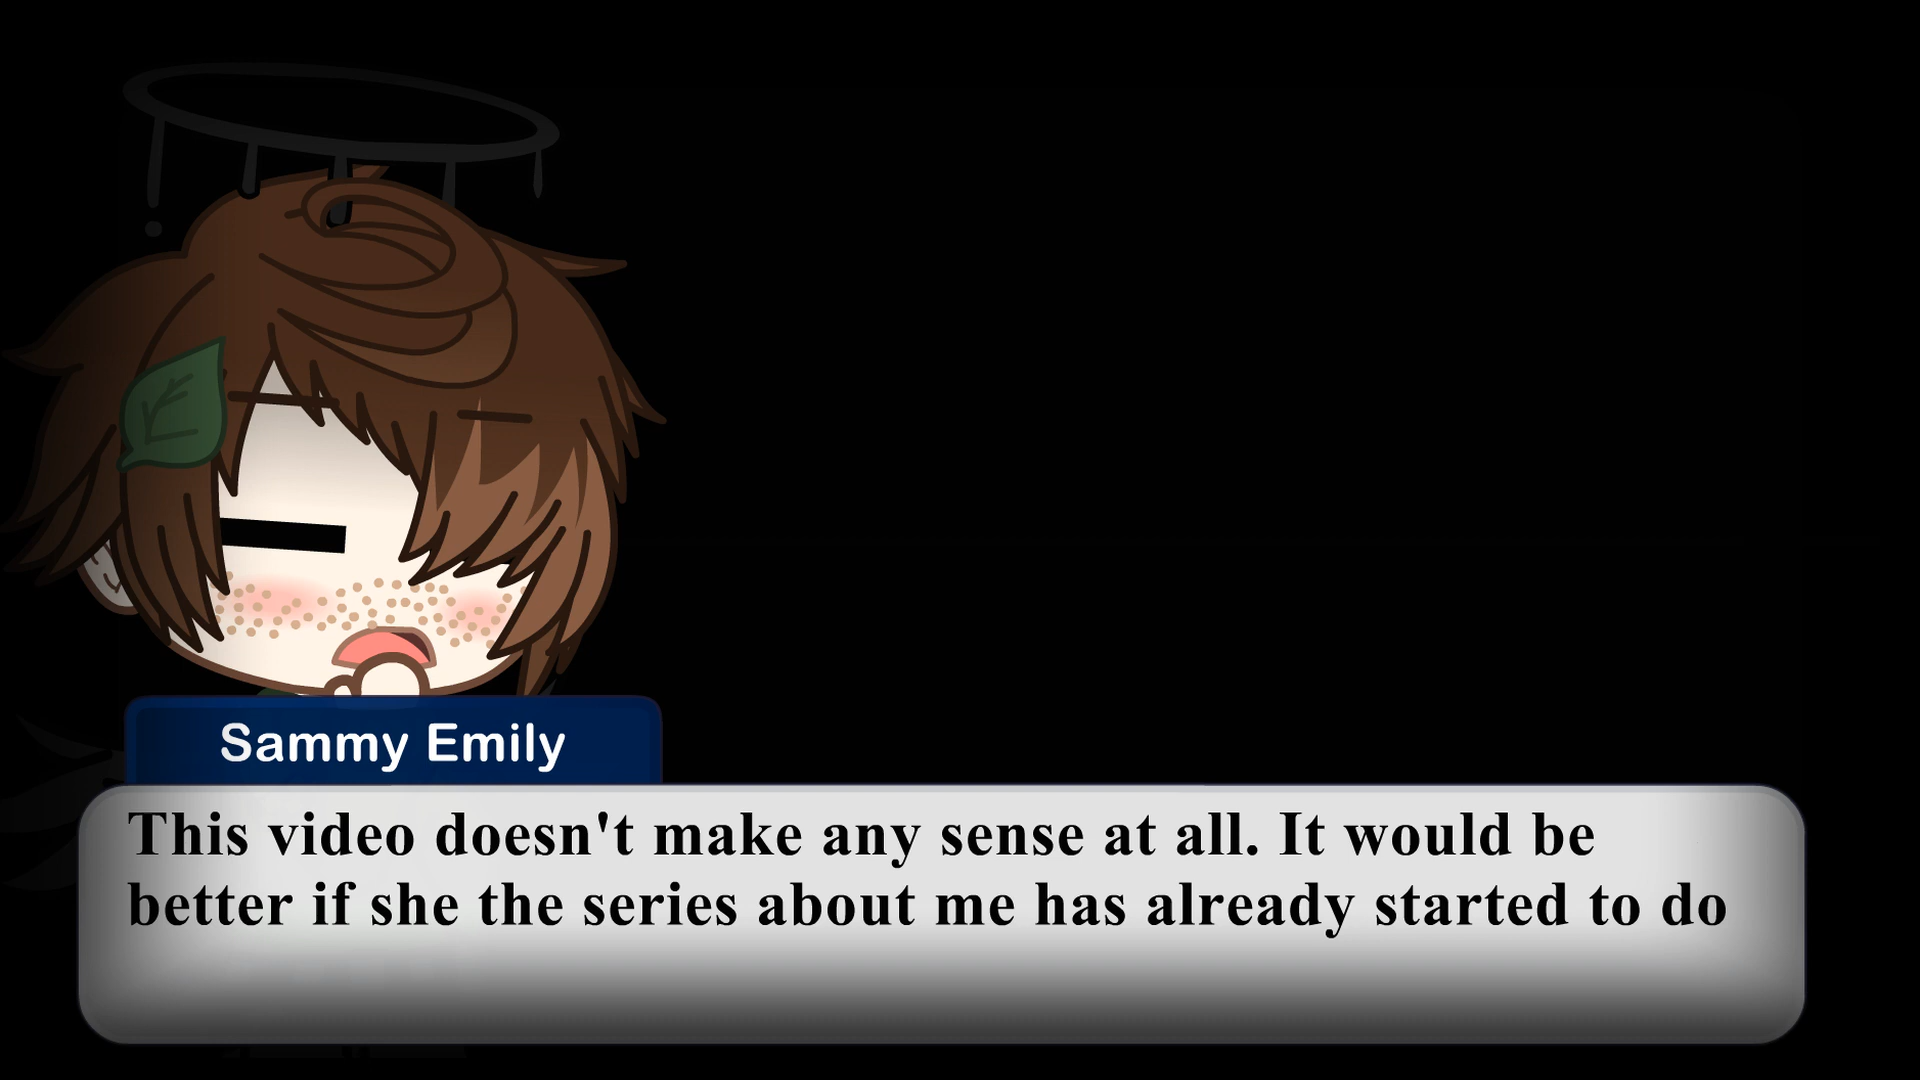 Sammy Emily
This video doesn't make any sense at all. It would be
better if she the series about me has already started to do